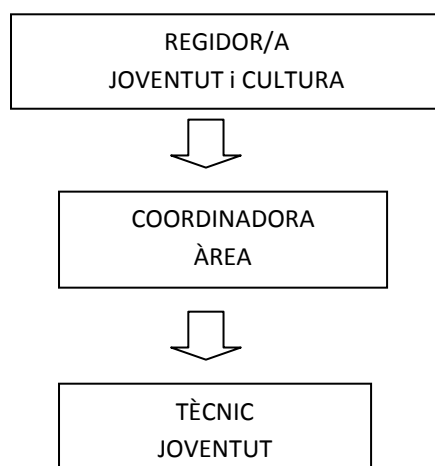 REGIDOR/A
JOVENTUT i CULTURA
COORDINADORA
ÀREA
TÈCNIC
JOVENTUT